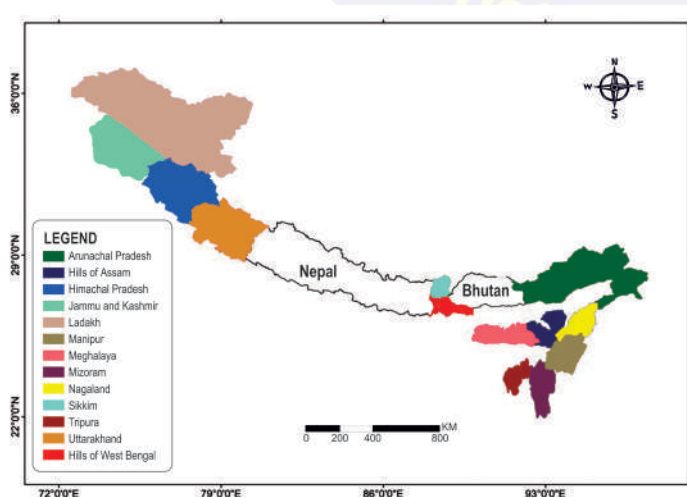 N
W E
S
36°0'0"N
29°0'0"N
22°0'0"N
Nepal
Bhutan
LEGEND
Arunachal Pradesh
Hills of Assam
Himachal Pradesh
Jammu and Kashmir
Ladakh
Manipur
Meghalaya
Mizoram
Nagaland
Sikkim
Tripura
Uttarakhand
Hills of West Bengal
KM
0 200 400 800
72°0'0"E 79°0'0"E 86°0'0"E 93°0'0"E